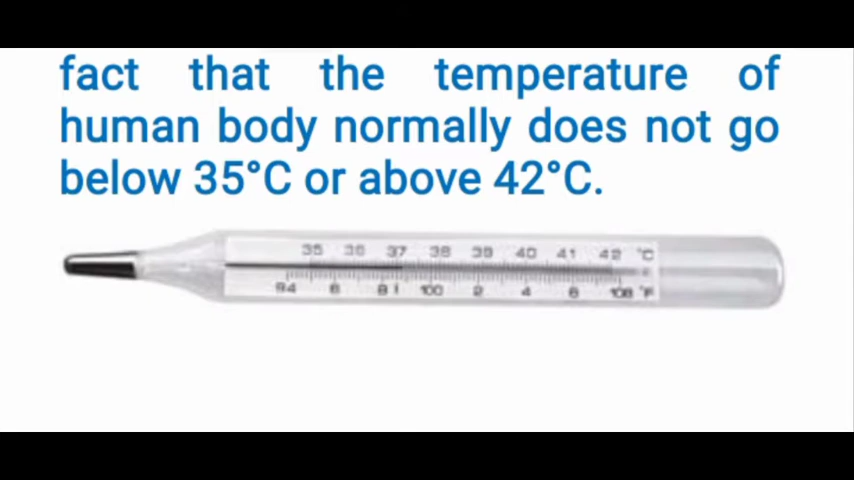 fact that the temperature of
human body normally does not go
below 35°C or above 42°C.
35 36 37 38 39 40 41 42 °C
94 6 8 100 2 4 6 108 °F